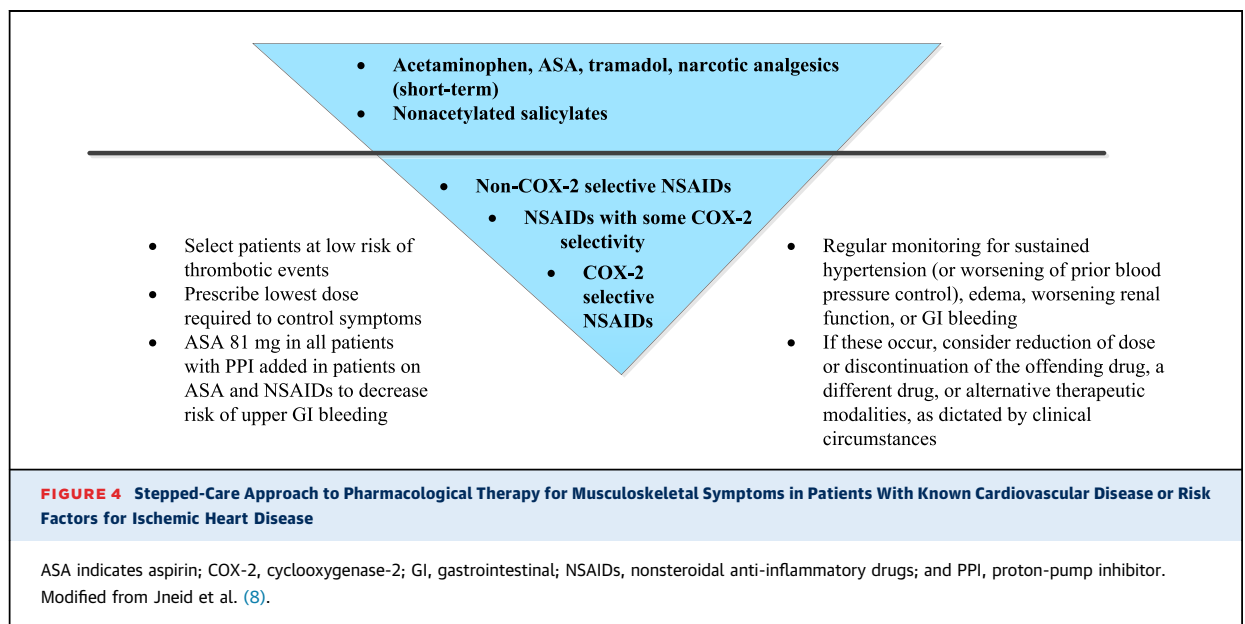 • Acetaminophen, ASA, tramadol, narcotic analgesics
(short-term)
• Nonacetylated salicylates
• Non-COX-2 selective NSAIDs
• NSAIDs with some COX-2
selectivity
• COX-2
selective
NSAIDs
• Select patients at low risk of
thrombotic events
• Prescribe lowest dose
required to control symptoms
• ASA 81 mg in all patients
with PPI added in patients on
ASA and NSAIDs to decrease
risk of upper GI bleeding
• Regular monitoring for sustained
hypertension (or worsening of prior blood
pressure control), edema, worsening renal
function, or GI bleeding
• If these occur, consider reduction of dose
or discontinuation of the offending drug, a
different drug, or alternative therapeutic
modalities, as dictated by clinical
circumstances
FIGURE 4 Stepped-Care Approach to Pharmacological Therapy for Musculoskeletal Symptoms in Patients With Known Cardiovascular Disease or Risk
Factors for Ischemic Heart Disease
ASA indicates aspirin; COX-2, cyclooxygenase-2; GI, gastrointestinal; NSAIDs, nonsteroidal anti-inflammatory drugs; and PPI, proton-pump inhibitor.
Modified from Jneid et al. (8).